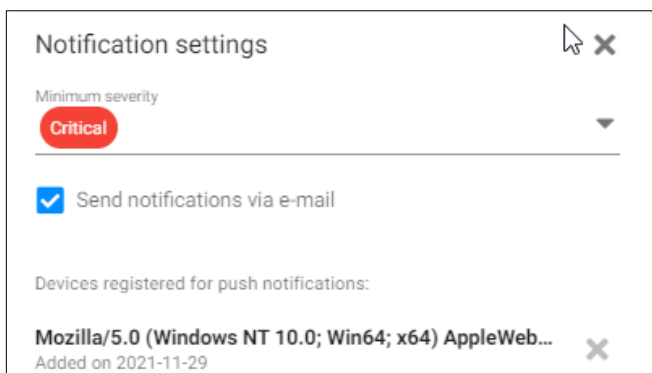 Notification settings
Minimum severity
Critical
Send notifications via e-mail
Devices registered for push notifications:
Mozilla/5.0 (Windows NT 10.0; Win64; x64) AppleWeb...
Added on 2021-11-29